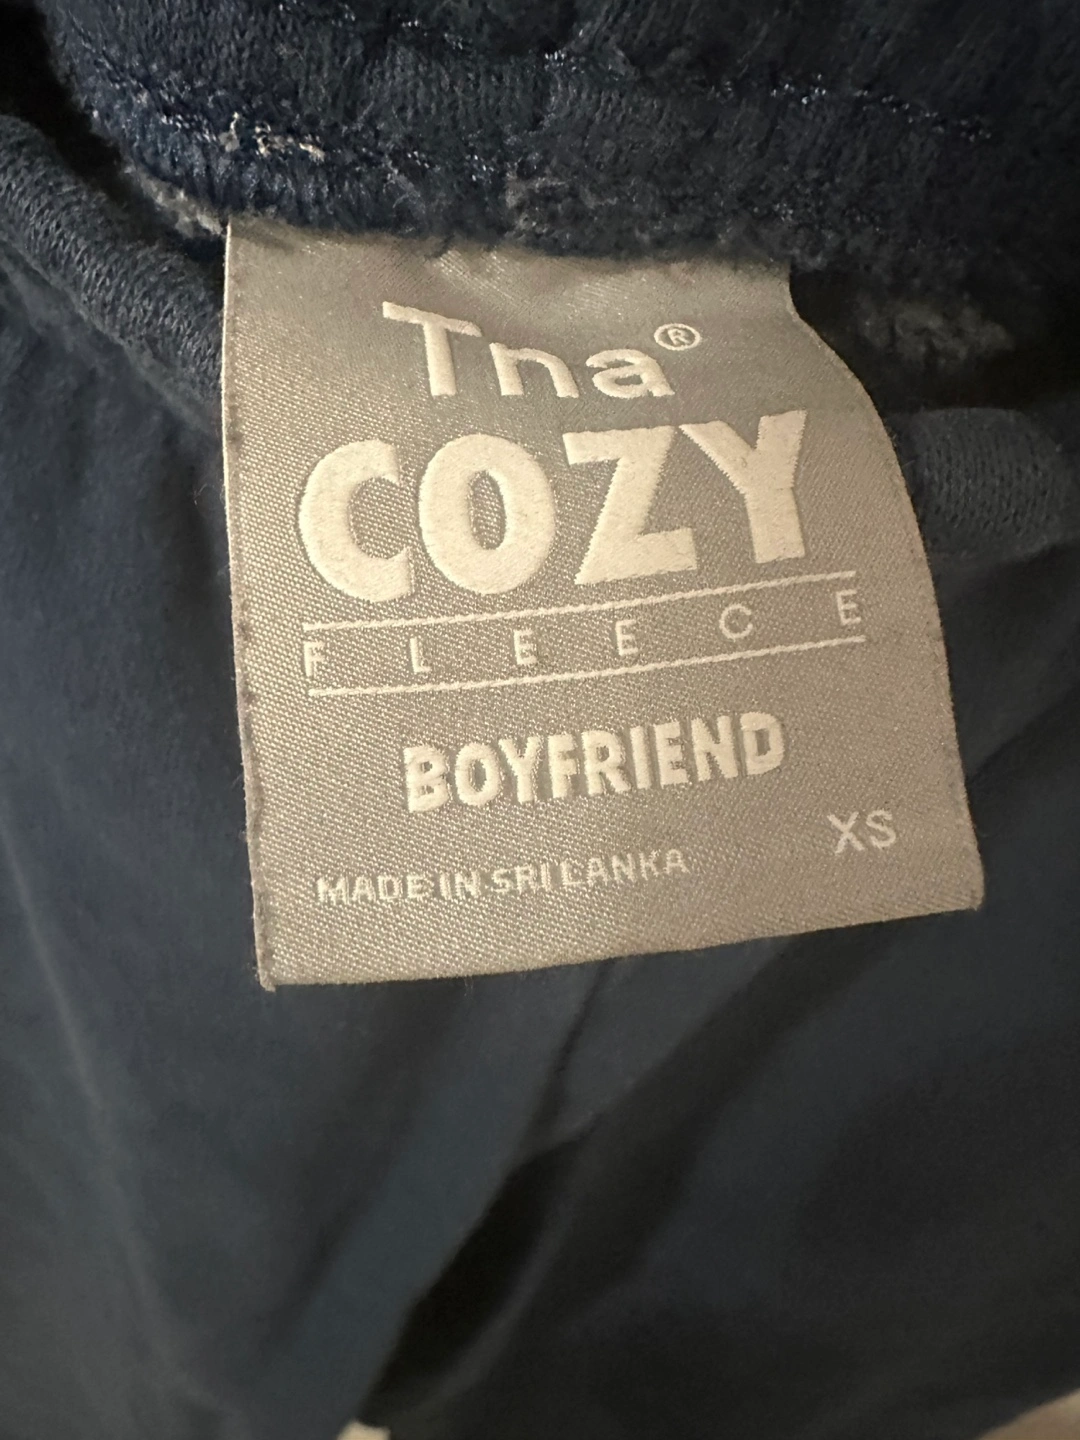 Tna®
COZY
FLEECE
BOYFRIEND
XS
MADE IN SRI LANKA